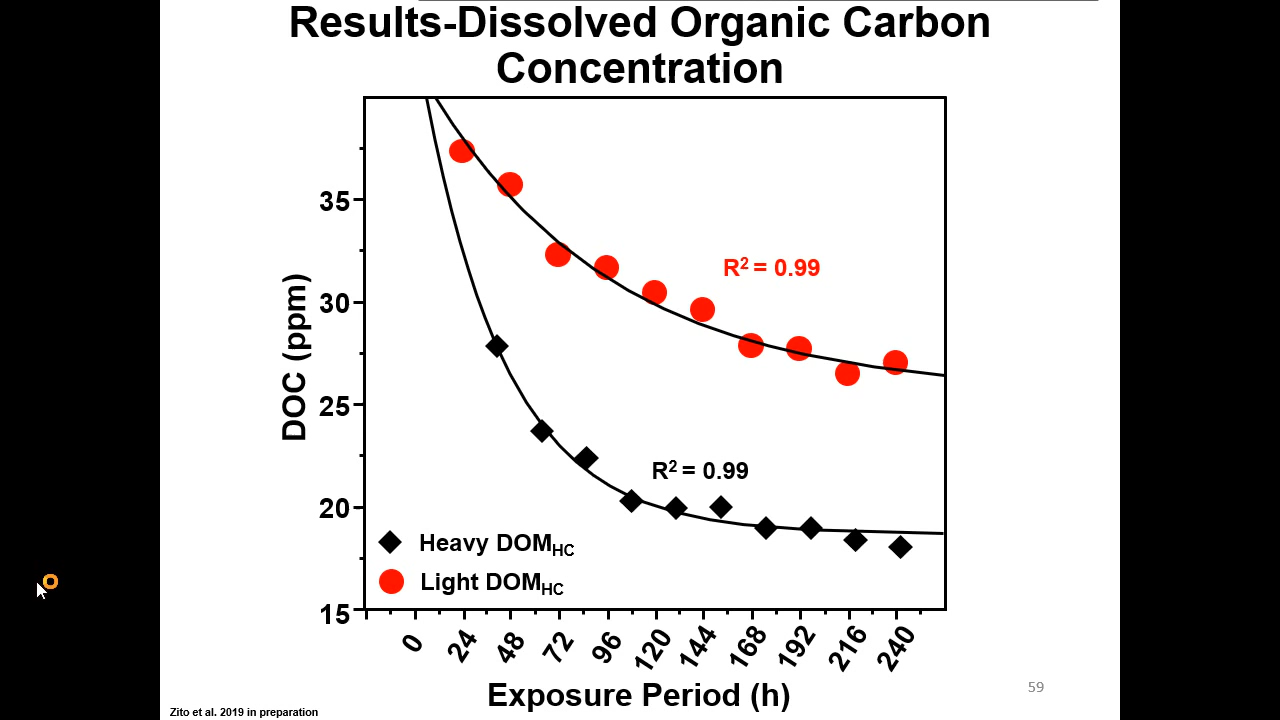 Results-Dissolved Organic Carbon
Concentration
35
30
25
20
15
DOC (ppm)
R² = 0.99
R² = 0.99
Heavy DOMHC
Light DOMHC
0 24 48 72 96 120 144 168 192 216 240
Exposure Period (h)
59
Zito et al. 2019 in preparation